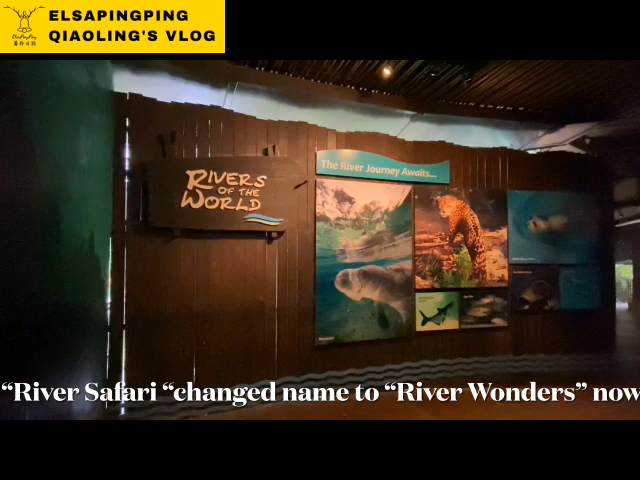 ELSAPINGPING
QIAOLING'S VLOG
RIVERS
OF THE
WORLD
The River Journey Awaits...
“River Safari “changed name to “River Wonders” now